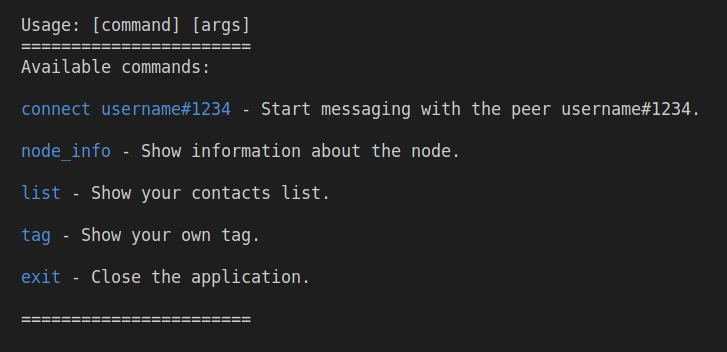 Usage: [command] [args]
=======================
Available commands:
connect username#1234 - Start messaging with the peer username#1234.
node_info - Show information about the node.
list - Show your contacts list.
tag - Show your own tag.
exit - Close the application.
=======================